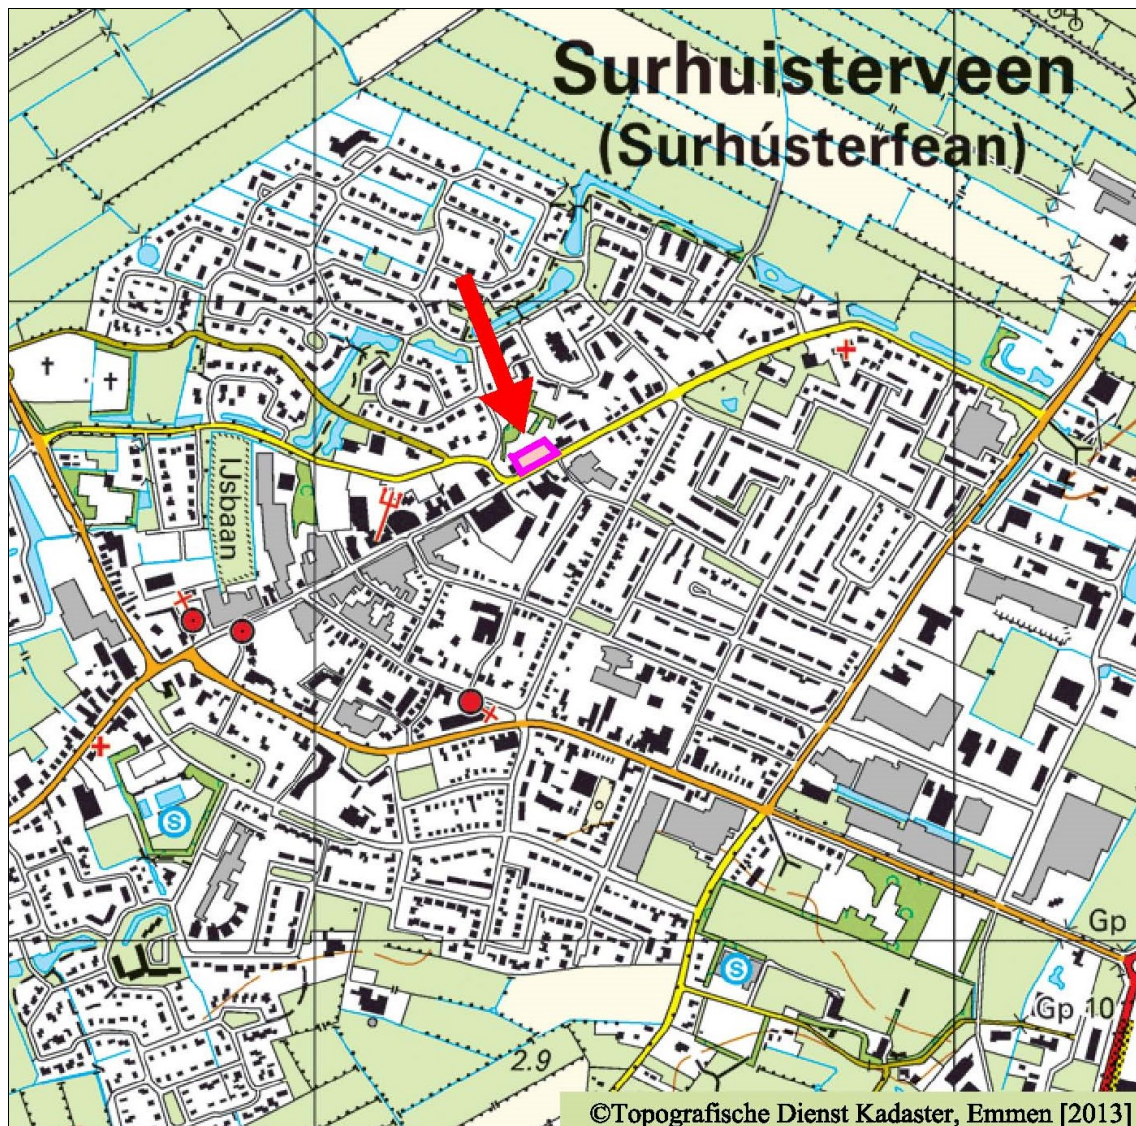 Surhuisterveen
(Surhústerfean)
IJsbaan
S
Gp
S
Gp 10
2.9
©Topografische Dienst Kadaster, Emmen [2013]